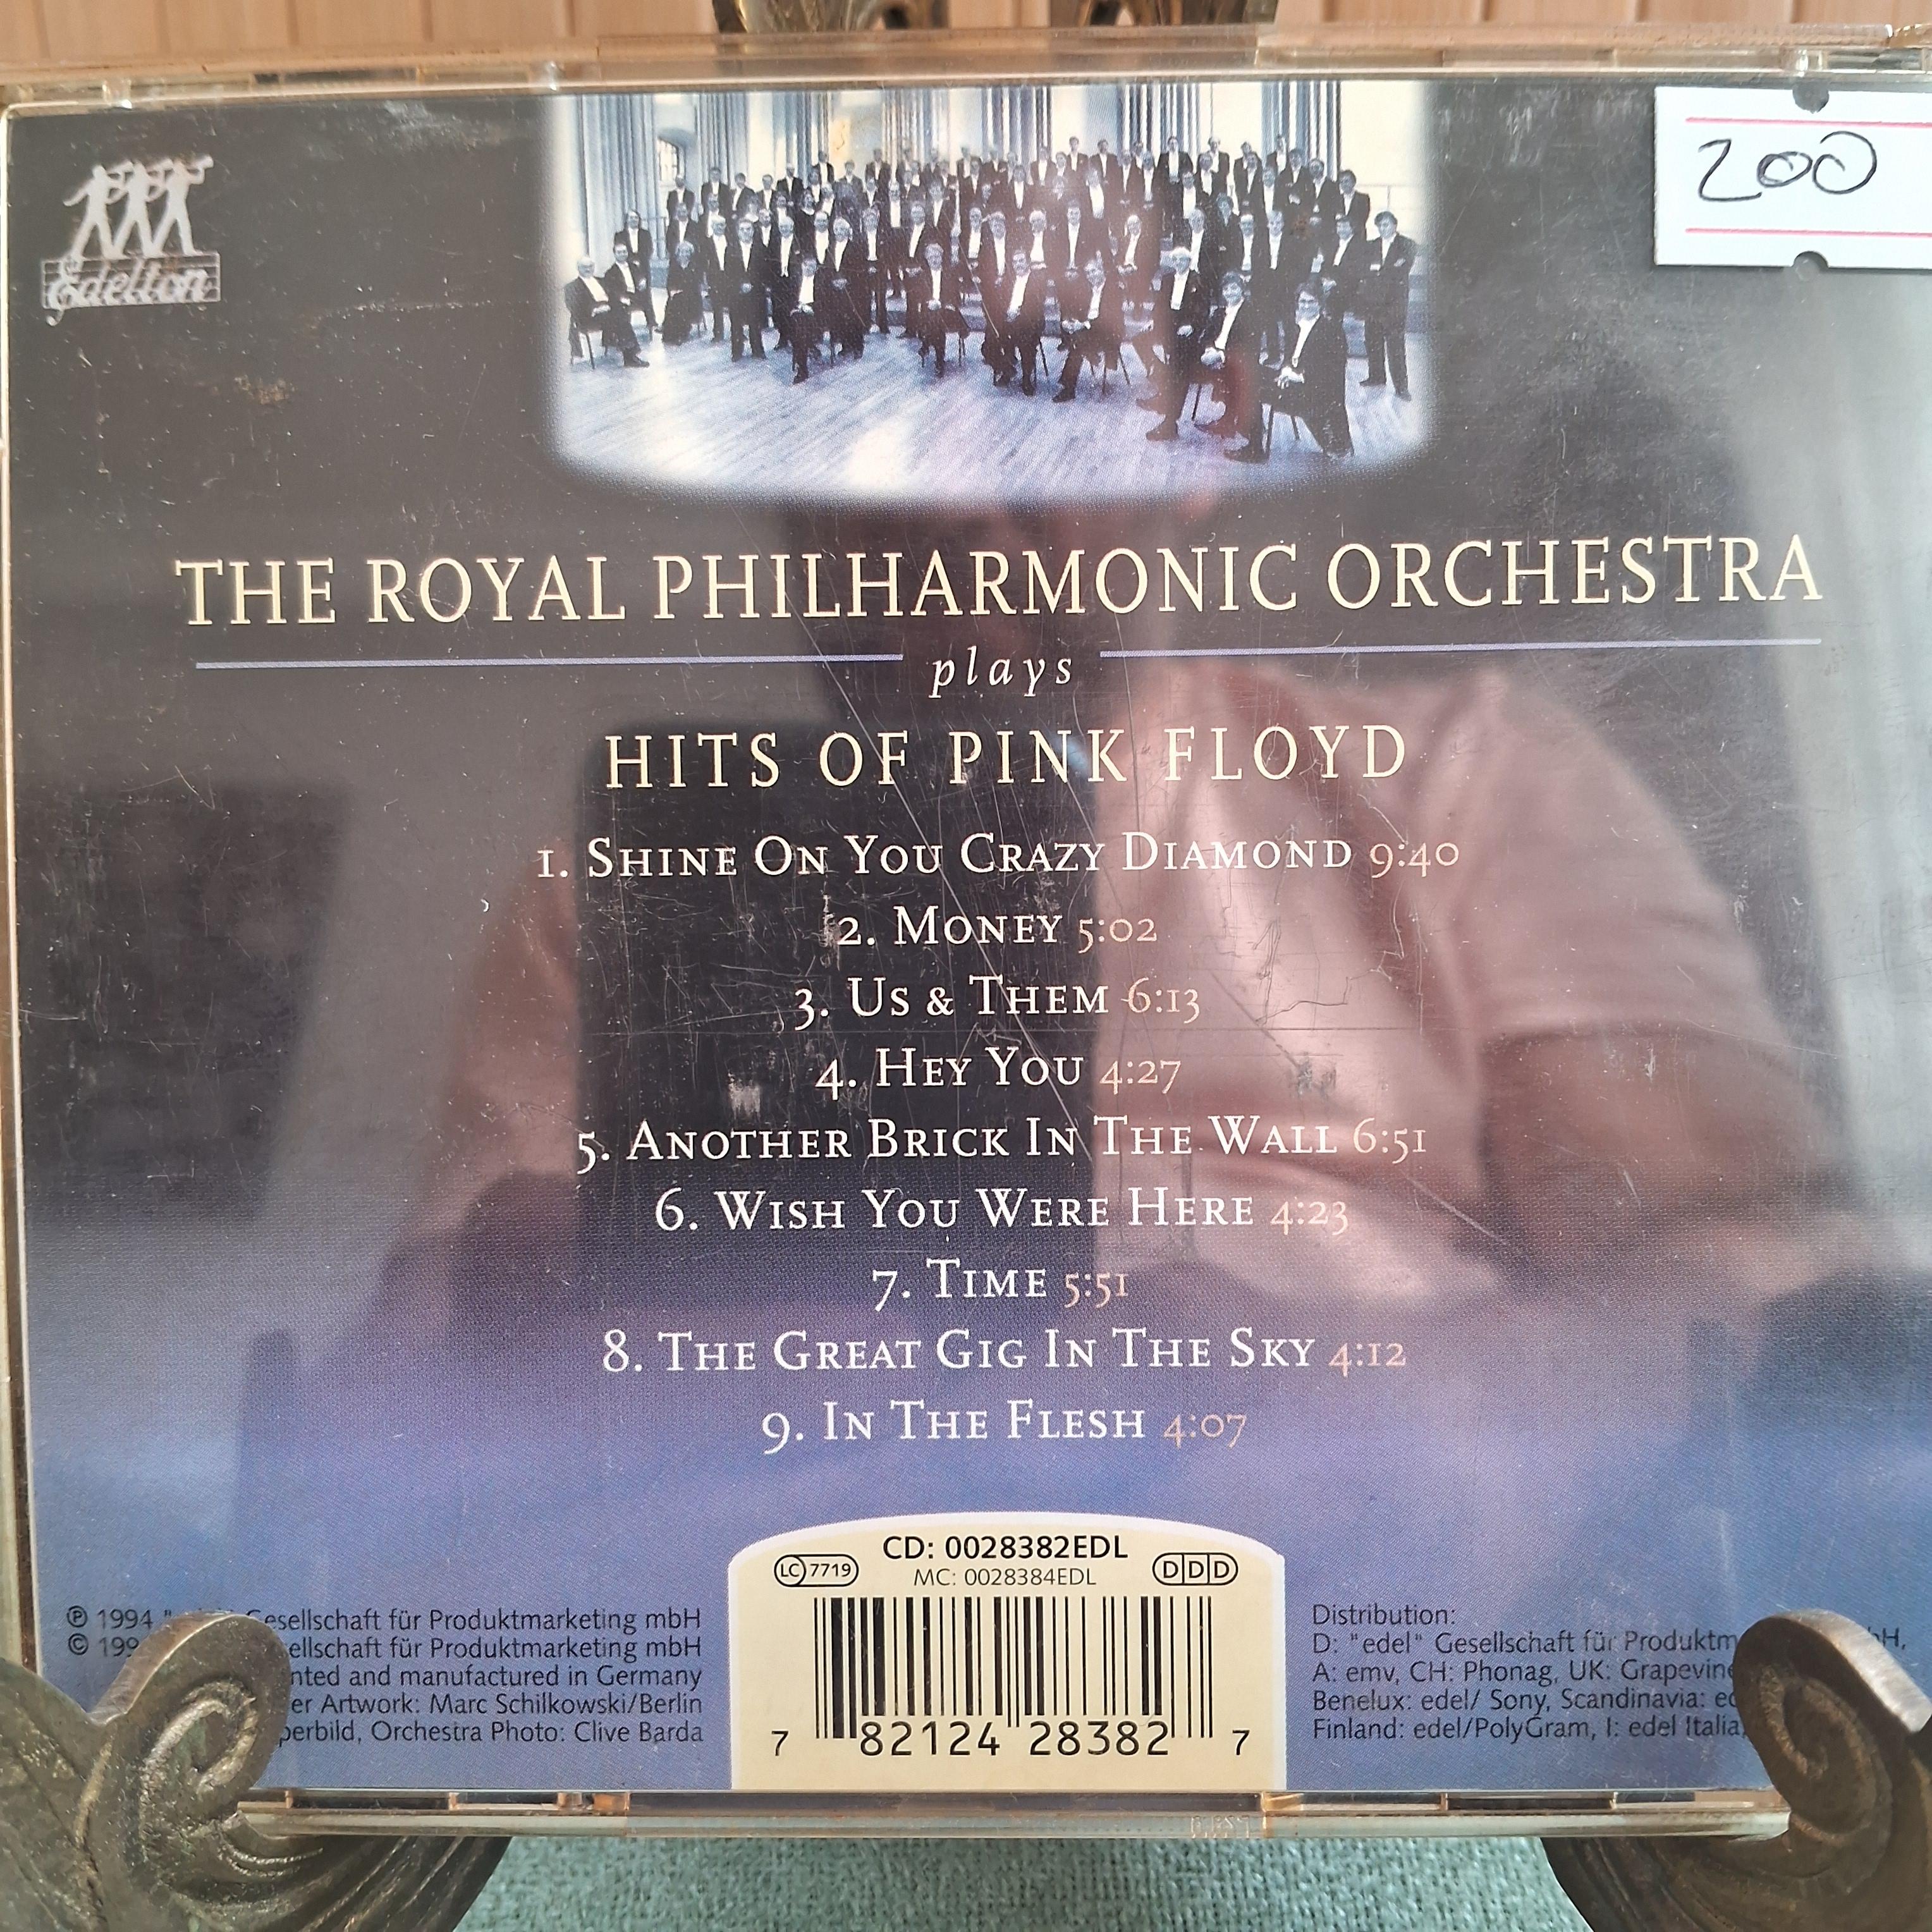 Edelton
200
THE ROYAL PHILHARMONIC ORCHESTRA
plays
HITS OF PINK FLOYD
1. SHINE ON YOU CRAZY DIAMOND 9:40
2. MONEY 5:02
3. US & THEM 6:13
4. HEY YOU 4:27
5. ANOTHER BRICK IN THE WALL 6:51
6. WISH YOU WERE HERE 4:23
7. TIME 5:51
8. THE GREAT GIG IN THE SKY 4:12
9. IN THE FLESH 4:07
CD: 0028382EDL
LC 7719
MC: 0028384EDL
DDD
7 82124 28382 7
℗ 1994 Gesellschaft für Produktmarketing mbH
© für Produktmarketing mbH
and manufactured in Germany
Artwork: Marc Schilkowski/Berlin
Orchestra Photo: Clive Barda
Distribution:
D: "edel" Gesellschaft für
A: emv, CH: Phonag, UK: Grapevine
Benelux: edel/ Sony, Scandinavia:
Finland: edel/PolyGram, I: edel Italia,